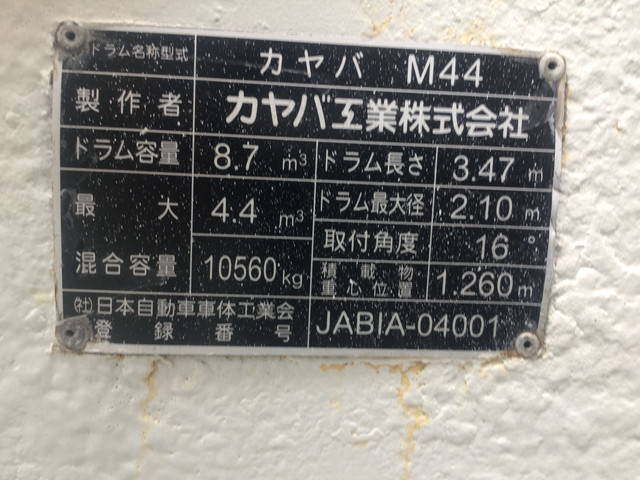 ドラム名称型式 カヤバ M44
製作者 カヤバ工業株式会社
ドラム容量 8.7 m³ ドラム長さ 3.47 m
最大 4.4 m³ ドラム最大径 2.10 m
取付角度 16°
混合容量 10560 kg 積載物重心位置 1.260 m
㈳日本自動車車体工業会
登録番号 JABIA-04001